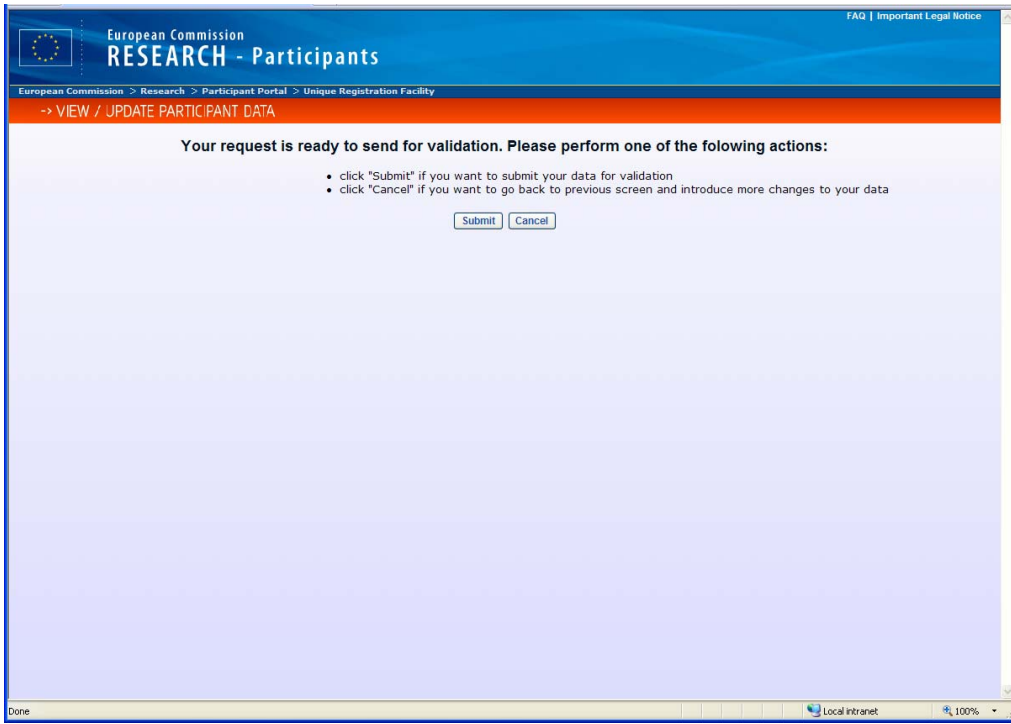 FAQ | Important Legal Notice
European Commission
RESEARCH - Participants
European Commission > Research > Participant Portal > Unique Registration Facility
-> VIEW / UPDATE PARTICIPANT DATA
Your request is ready to send for validation. Please perform one of the folowing actions:
• click "Submit" if you want to submit your data for validation
• click "Cancel" if you want to go back to previous screen and introduce more changes to your data
Submit Cancel
Done Local intranet 100%